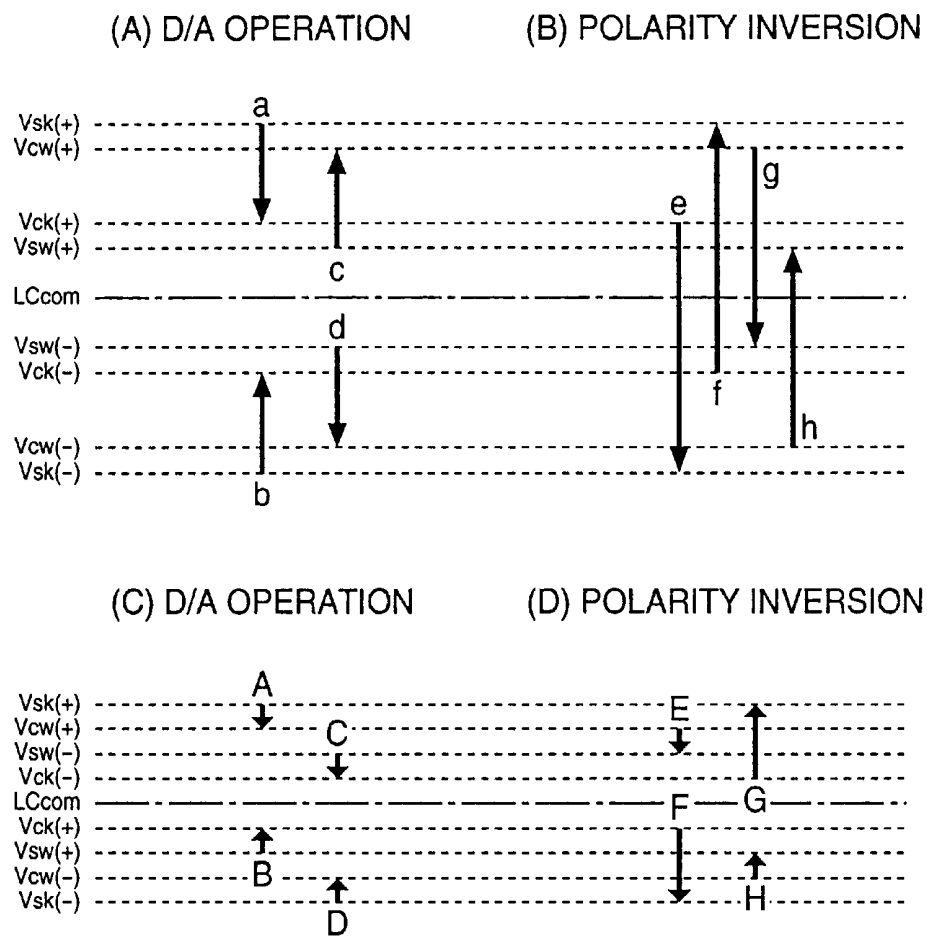 (A) D/A OPERATION
(B) POLARITY INVERSION
a
Vsk(+)
Vcw(+)
g
e
Vck(+)
Vsw(+)
c
LCcom
d
Vsw(−)
Vck(−)
f
h
Vcw(−)
Vsk(−)
b
(C) D/A OPERATION
(D) POLARITY INVERSION
A
Vsk(+)
E
Vcw(+)
C
Vsw(−)
Vck(−)
LCcom
F
G
Vck(+)
Vsw(+)
B
Vcw(−)
H
Vsk(−)
D